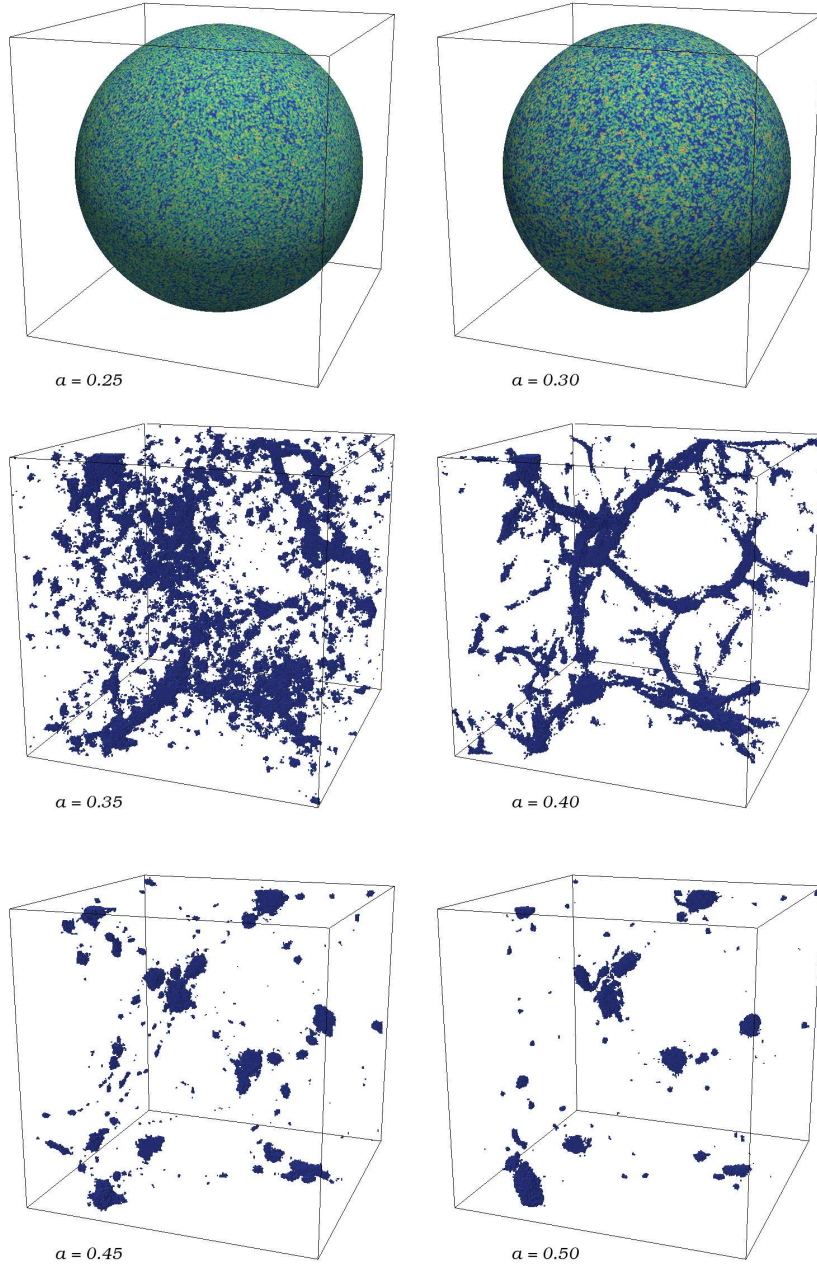 a = 0.25
a = 0.30
a = 0.35
a = 0.40
a = 0.45
a = 0.50